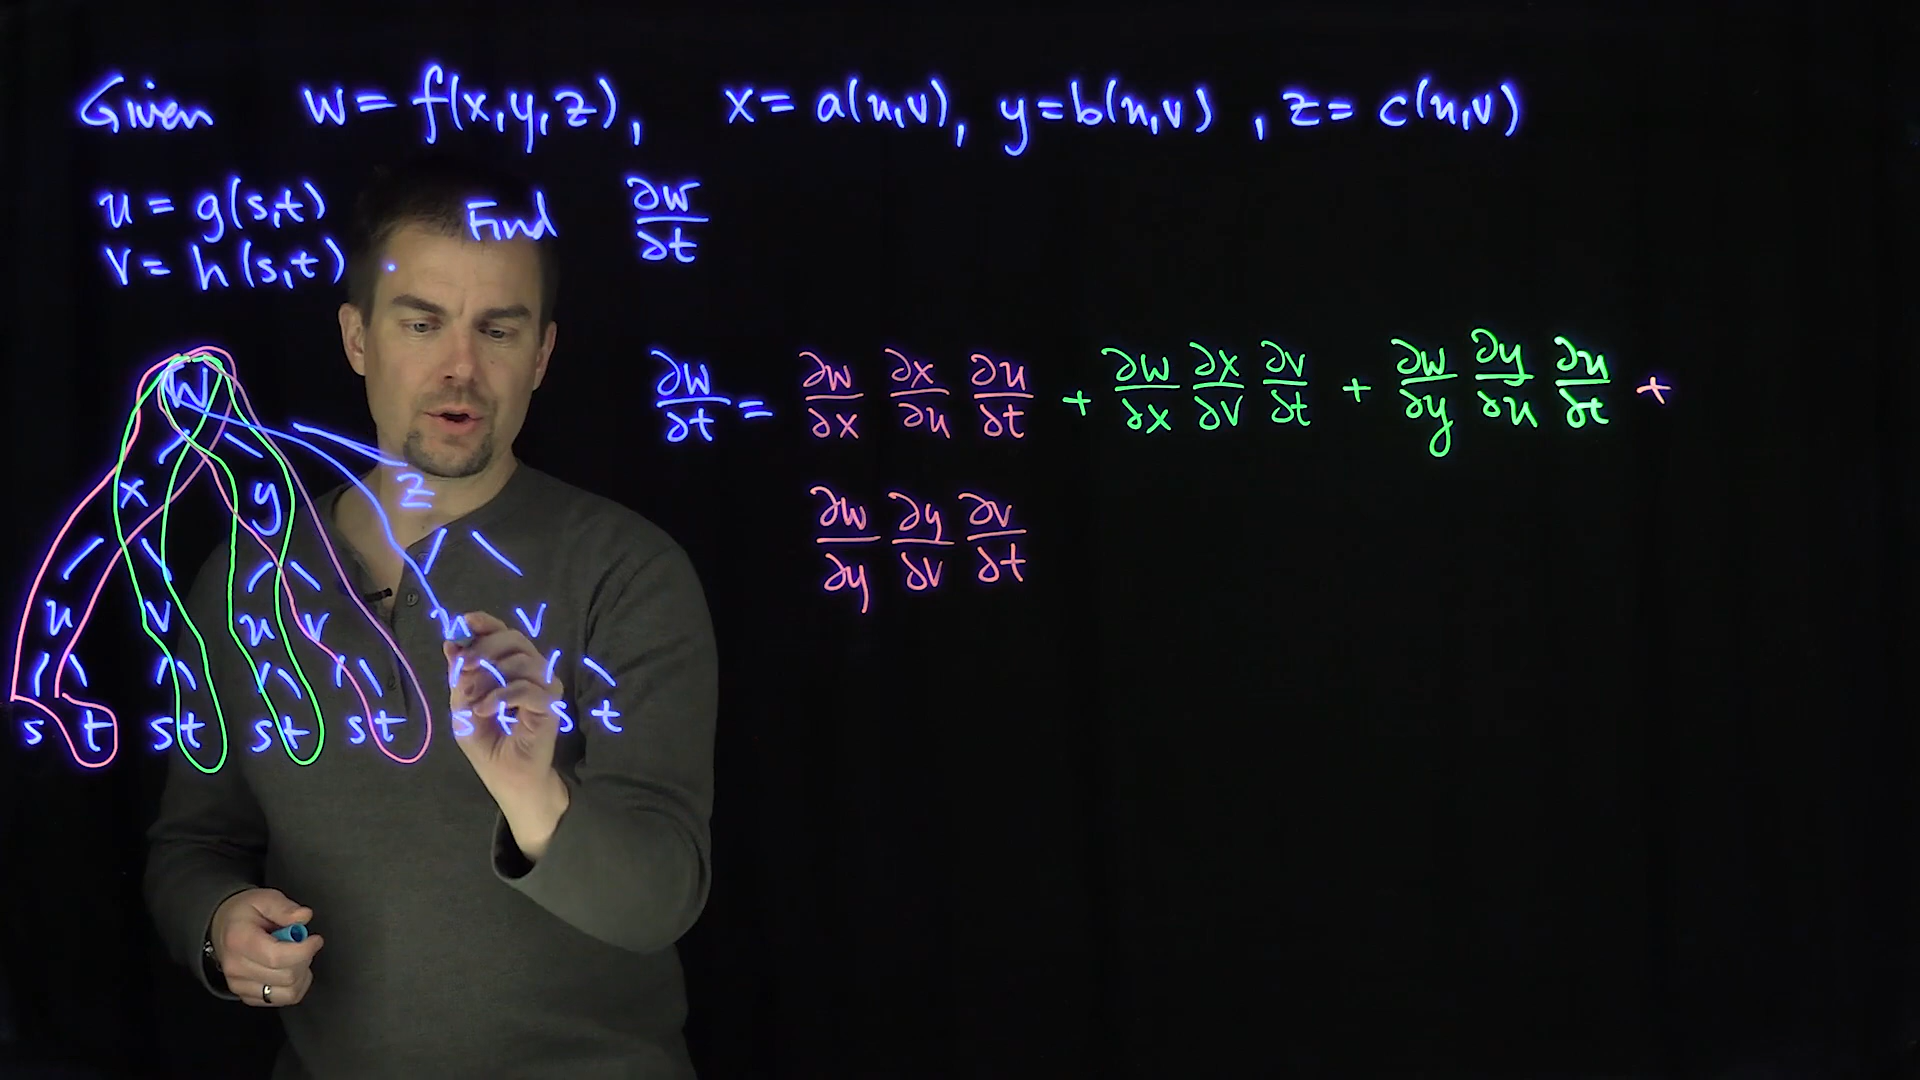 Given w = f(x,y,z), x = a(u,v), y = b(u,v), z = c(u,v)
u = g(s,t) Find ∂w/∂t
v = h(s,t).
∂w/∂t = ∂w/∂x ∂x/∂u ∂u/∂t + ∂w/∂x ∂x/∂v ∂v/∂t + ∂w/∂y ∂y/∂u ∂u/∂t +
∂w/∂y ∂y/∂v ∂v/∂t
w
x y z
u v u v u v
s t s t s t s t s t s t